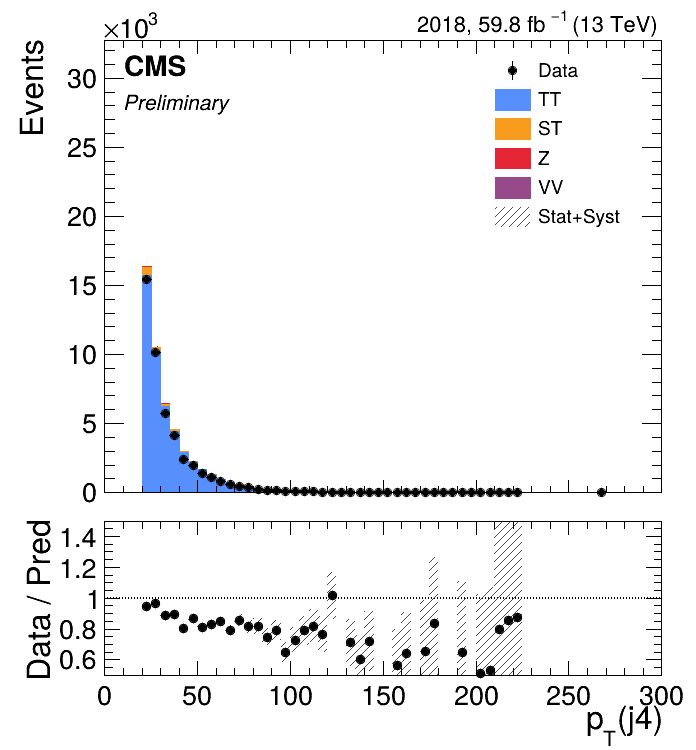 ×10³
2018, 59.8 fb⁻¹ (13 TeV)
CMS
Preliminary
Events
30
25
20
15
10
5
0
Data
TT
ST
Z
VV
Stat+Syst
Data / Pred
1.4
1.2
1
0.8
0.6
0 50 100 150 200 250 300
p_T(j4)